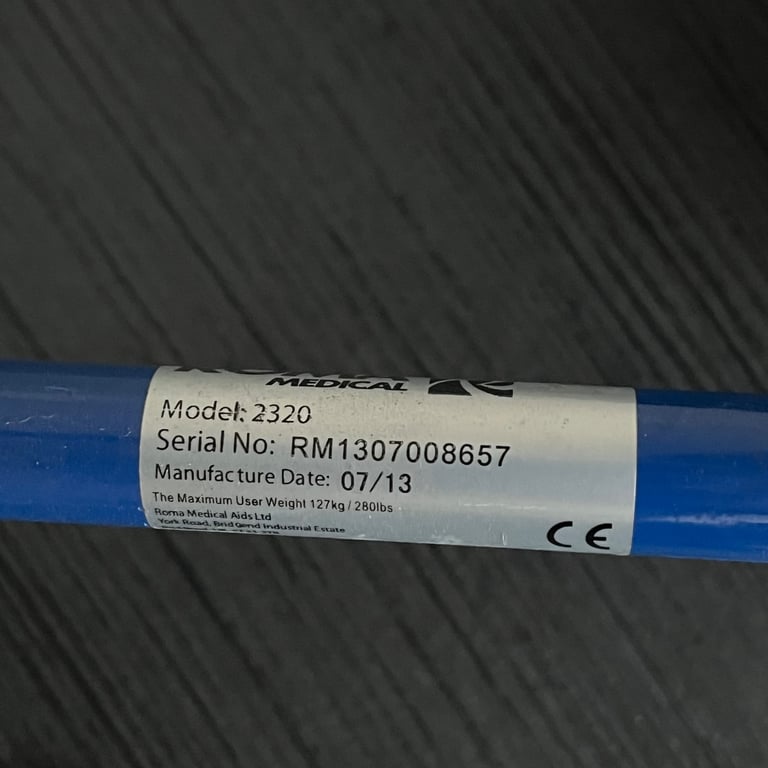 ROMA
MEDICAL
Model: 2320
Serial No: RM1307008657
Manufacture Date: 07/13
The Maximum User Weight 127kg / 280lbs
Roma Medical Aids Ltd
York Road, Bridgend Industrial Estate
CE